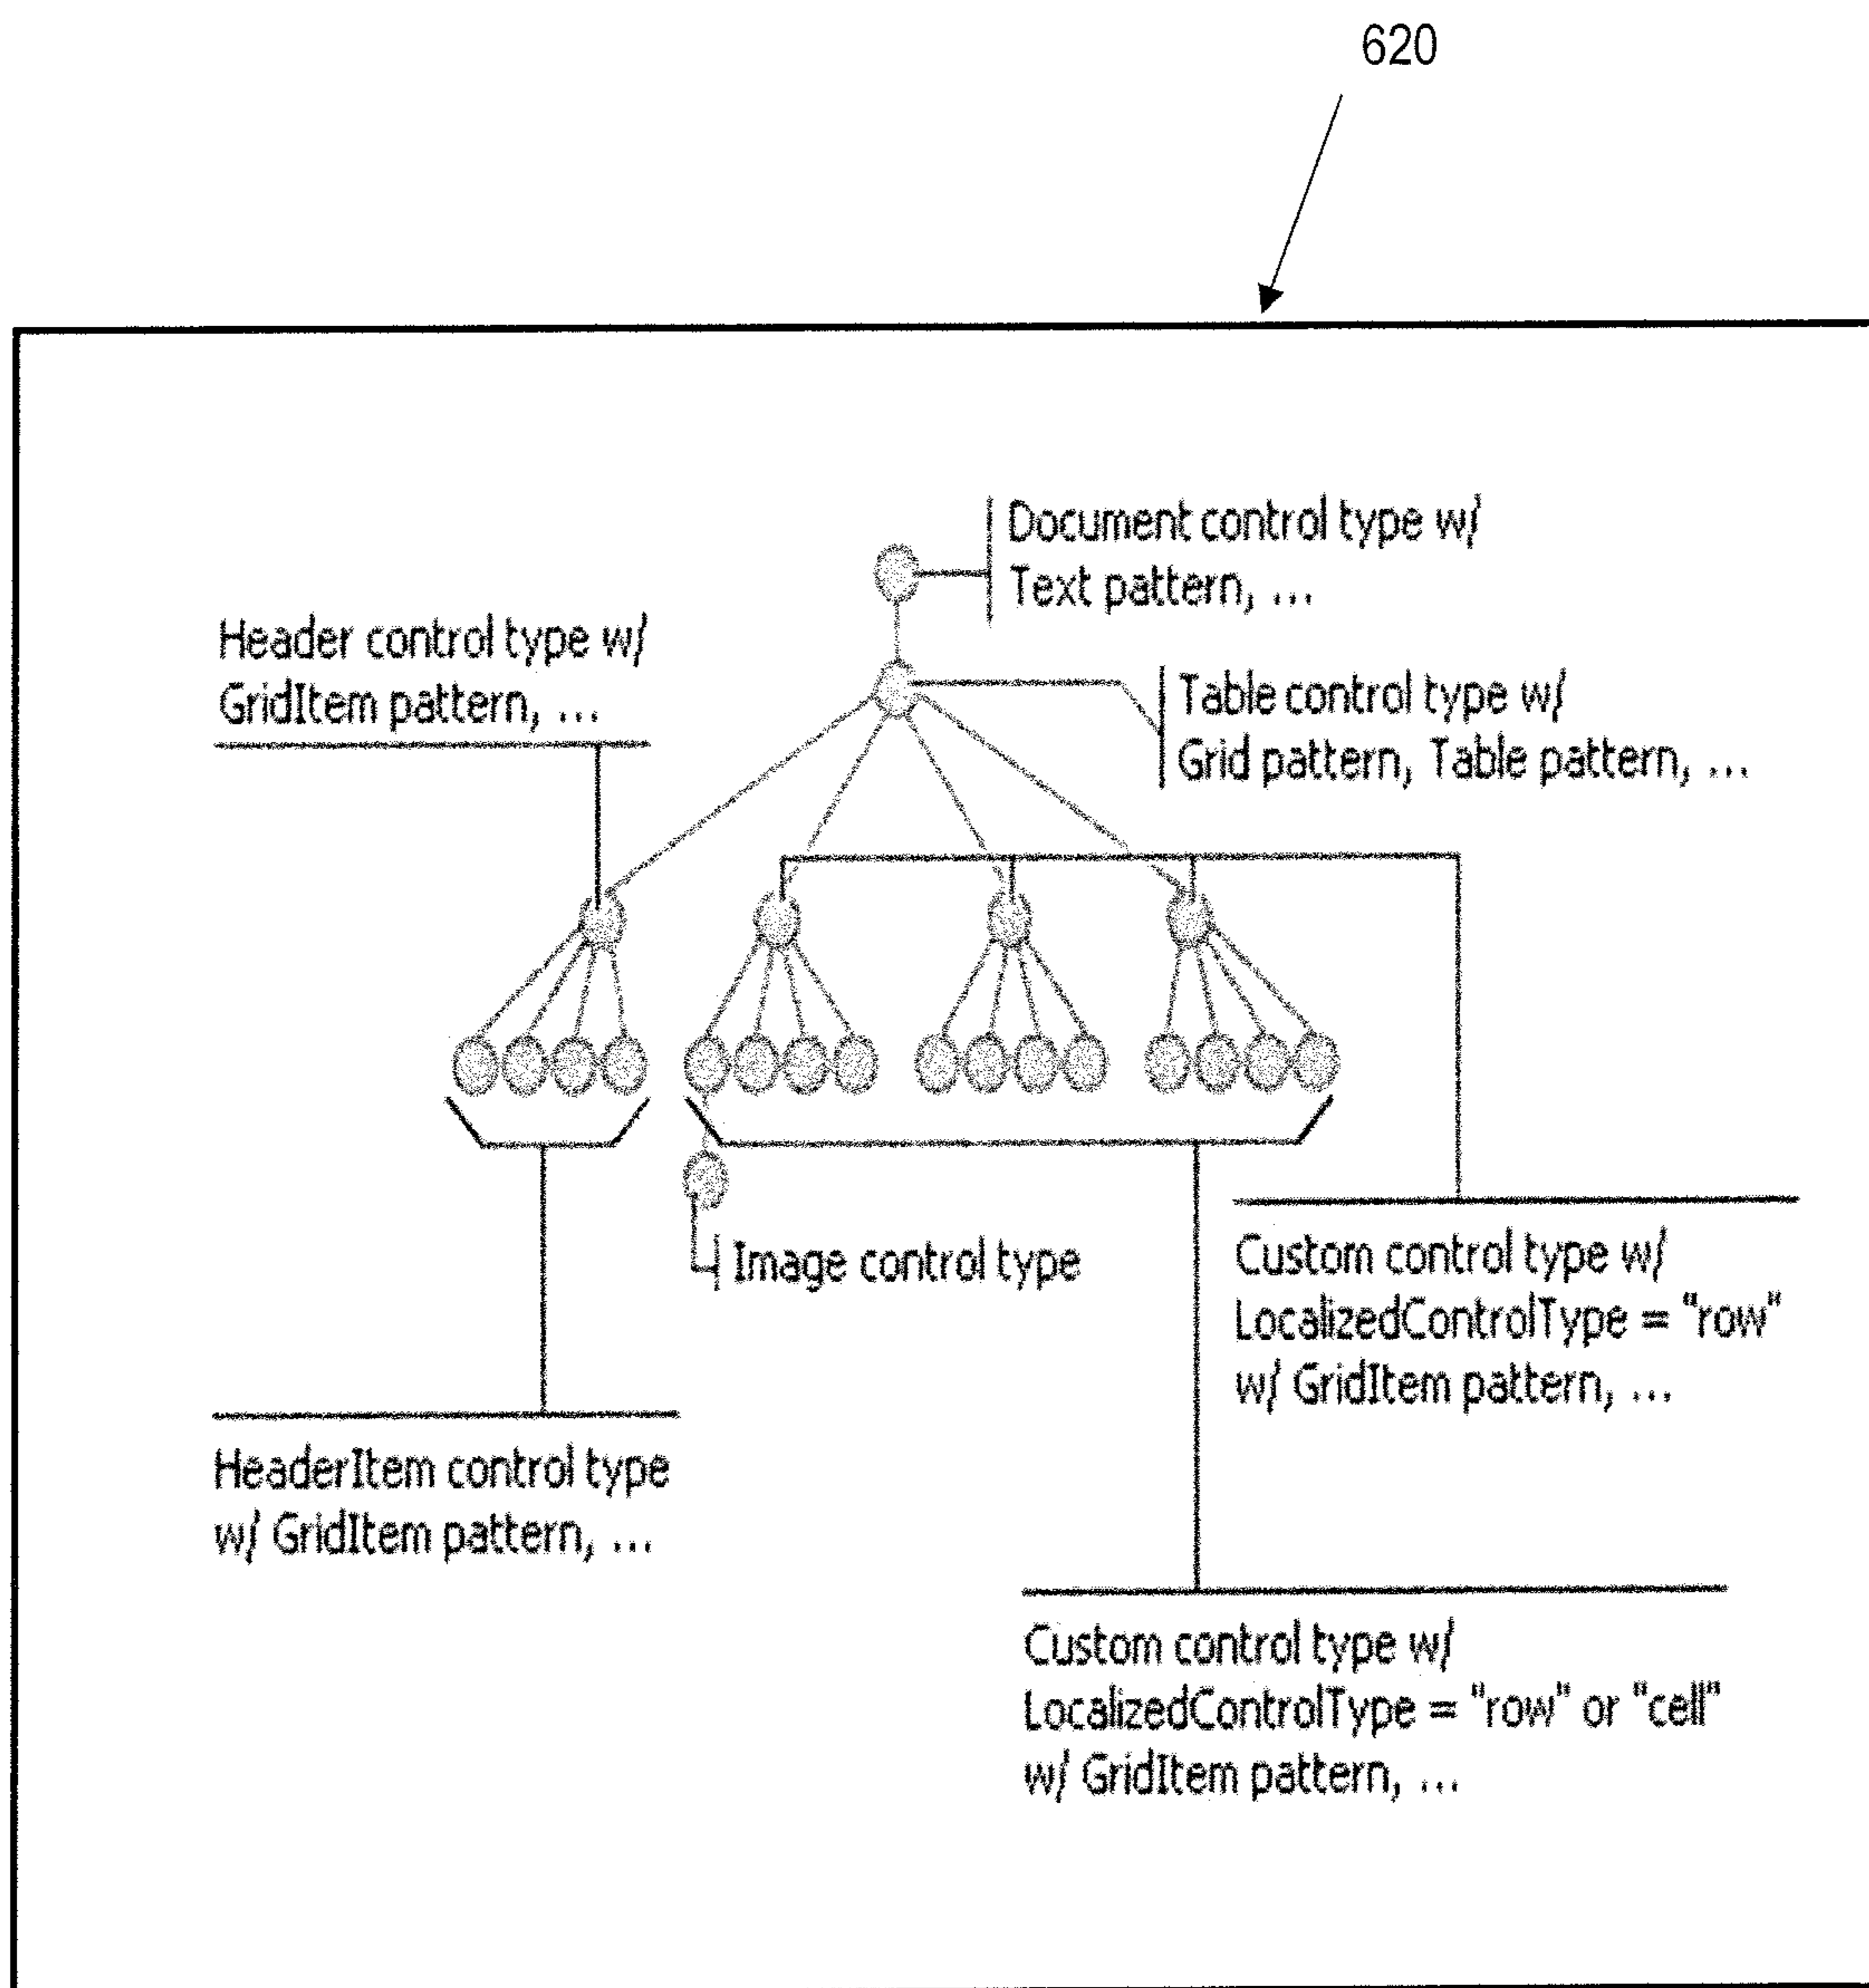 620
Document control type w/
Text pattern, ...
Header control type w/
GridItem pattern, ...
Table control type w/
Grid pattern, Table pattern, ...
Image control type
Custom control type w/
LocalizedControlType = "row"
w/ GridItem pattern, ...
HeaderItem control type
w/ GridItem pattern, ...
Custom control type w/
LocalizedControlType = "row" or "cell"
w/ GridItem pattern, ...